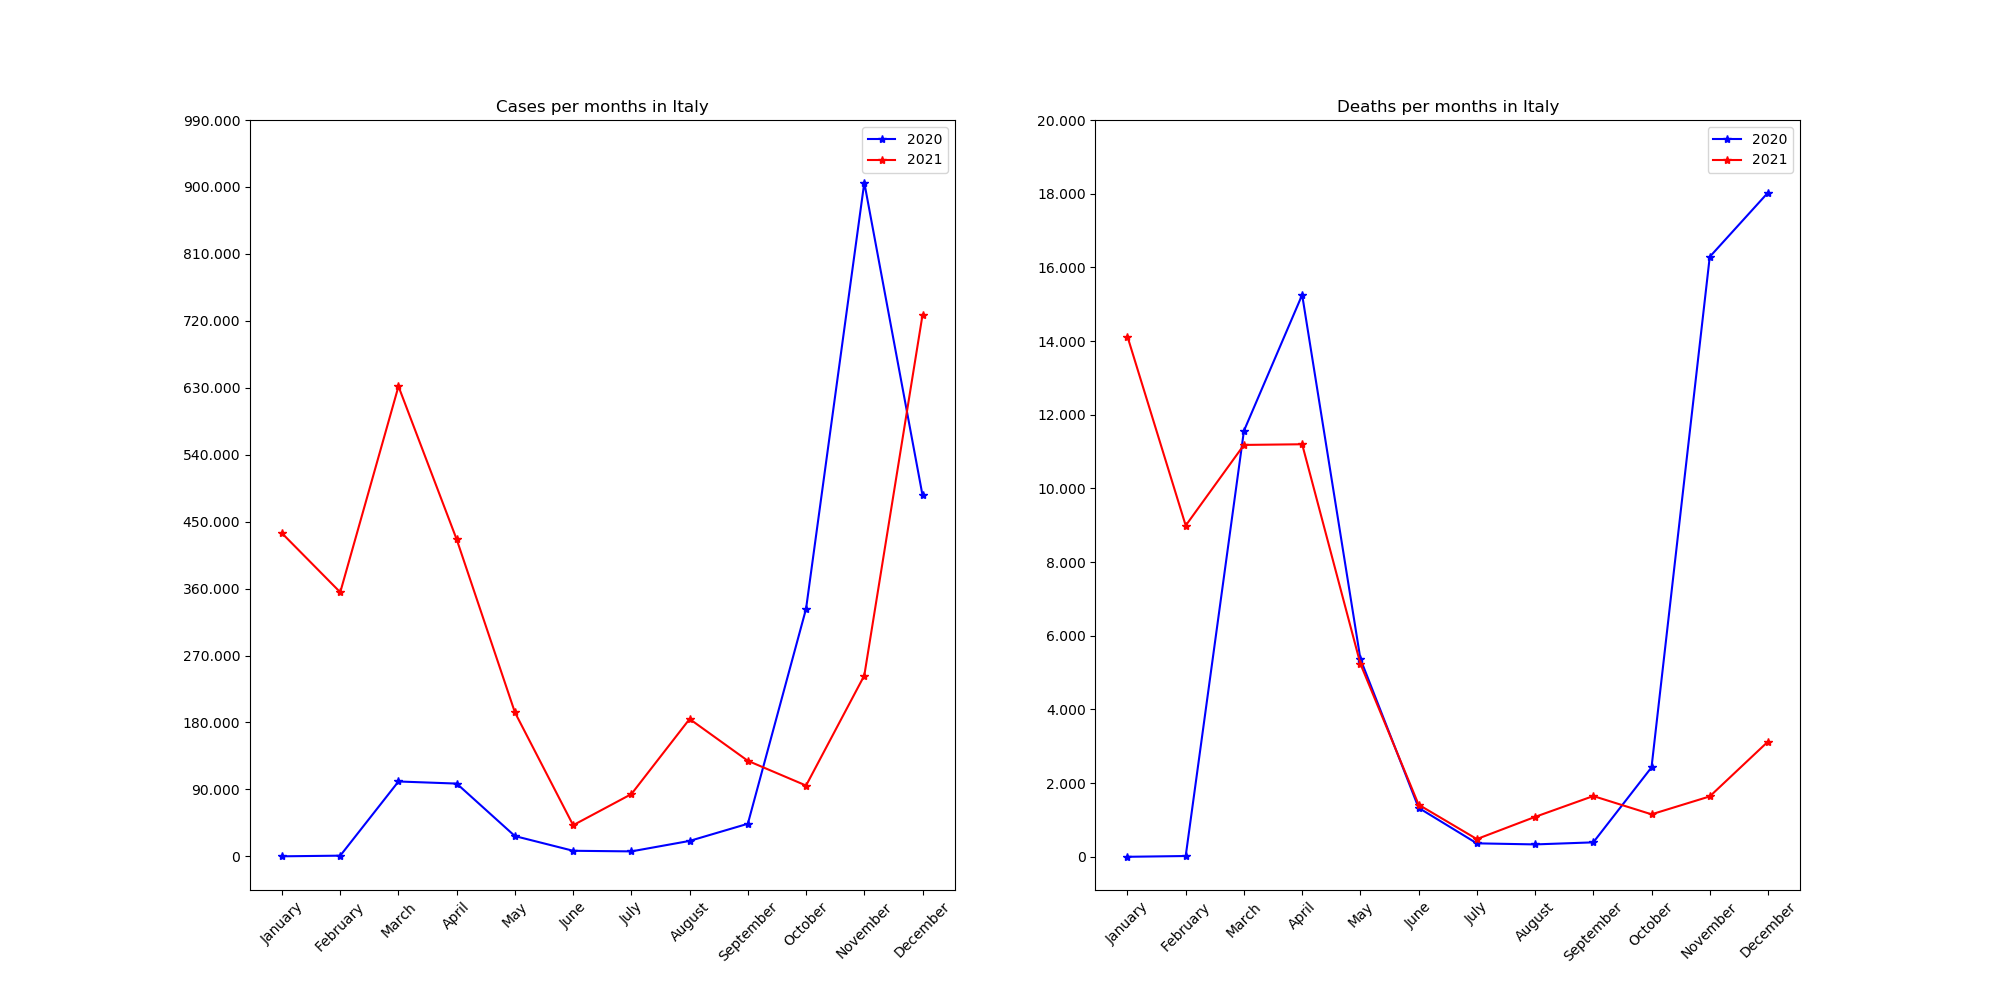 Cases per months in Italy
990.000
900.000
810.000
720.000
630.000
540.000
450.000
360.000
270.000
180.000
90.000
0
2020
2021
January
February
March
April
May
June
July
August
September
October
November
December
Deaths per months in Italy
20.000
18.000
16.000
14.000
12.000
10.000
8.000
6.000
4.000
2.000
0
2020
2021
January
February
March
April
May
June
July
August
September
October
November
December